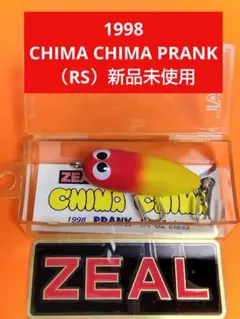 1998
CHIMA CHIMA PRANK
（RS）新品未使用
ZEAL
CHIMA CHIMA
1998 PRANK
ZEAL